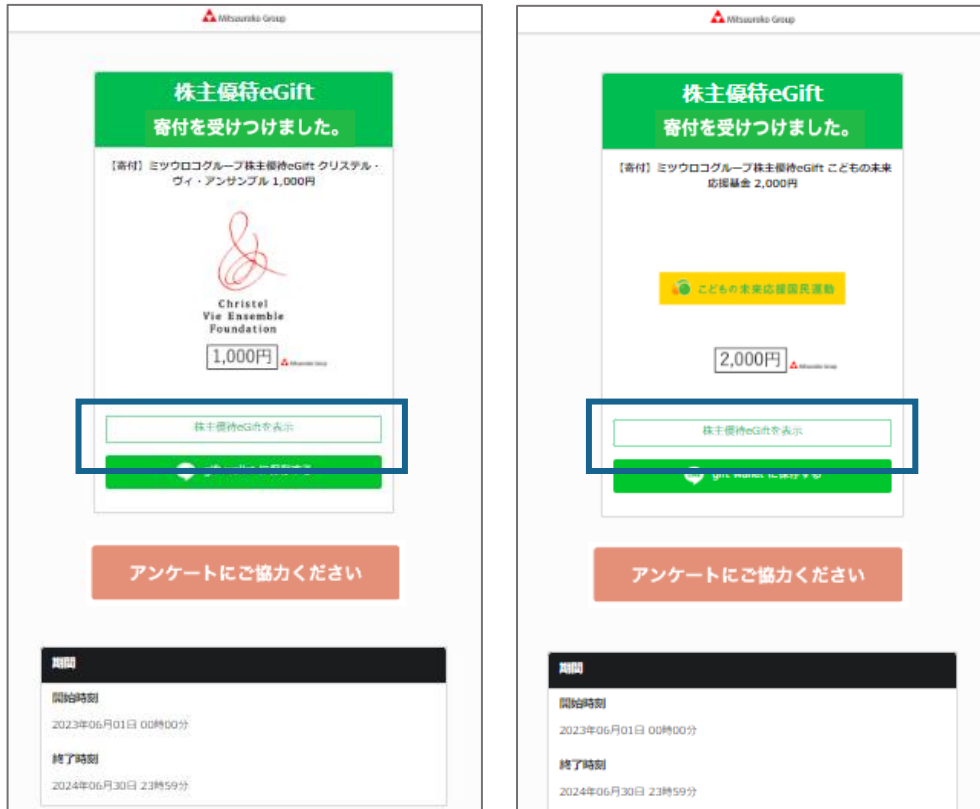 Mitsuuroko Group
株主優待eGift
寄付を受けつけました。
【寄付】ミツウロコグループ株主優待eGift クリステル・
ヴィ・アンサンブル 1,000円
Christel
Vie Ensemble
Foundation
1,000円
Mitsuuroko Group
株主優待eGiftを表示
アンケートにご協力ください
期間
開始時刻
2023年06月01日 00時00分
終了時刻
2024年06月30日 23時59分
Mitsuuroko Group
株主優待eGift
寄付を受けつけました。
【寄付】ミツウロコグループ株主優待eGift こどもの未来
応援基金 2,000円
こどもの未来応援国民運動
2,000円
Mitsuuroko Group
株主優待eGiftを表示
gift wallet に保存する
アンケートにご協力ください
期間
開始時刻
2023年06月01日 00時00分
終了時刻
2024年06月30日 23時59分